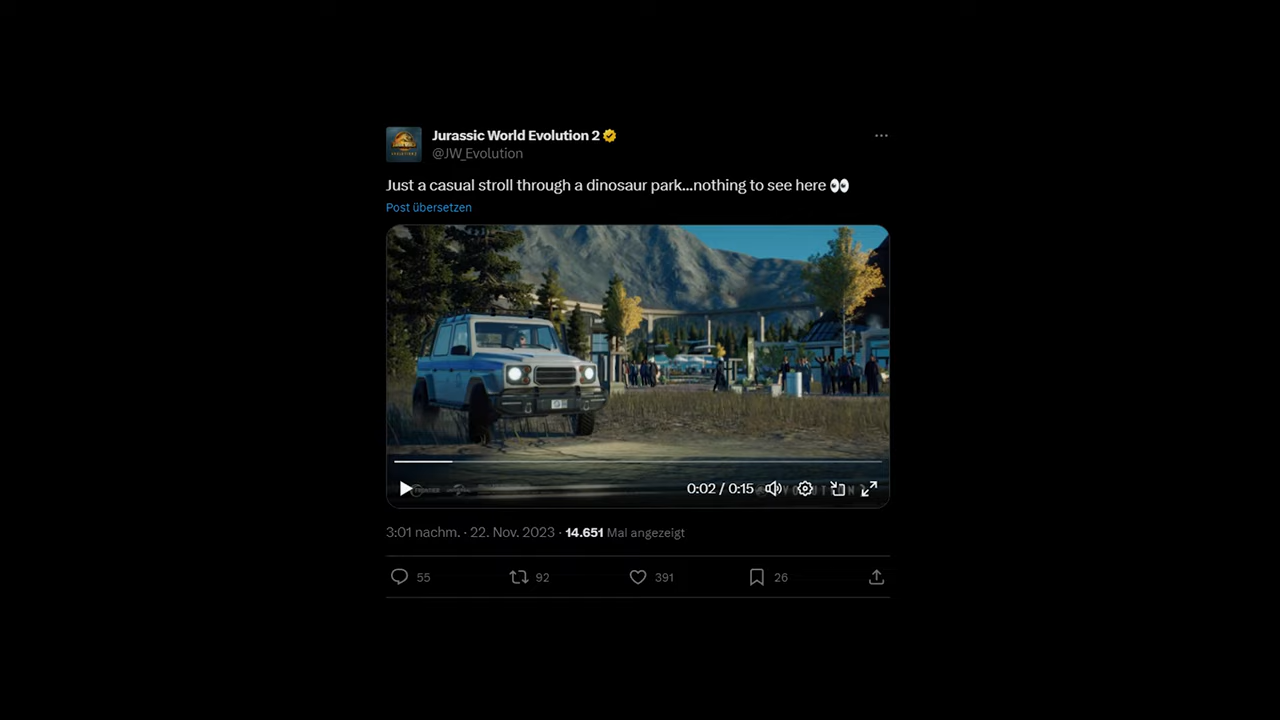 Jurassic World Evolution 2
@JW_Evolution
Just a casual stroll through a dinosaur park...nothing to see here 👀
Post übersetzen
0:02 / 0:15
3:01 nachm. · 22. Nov. 2023 · 14.651 Mal angezeigt
55 92 391 26